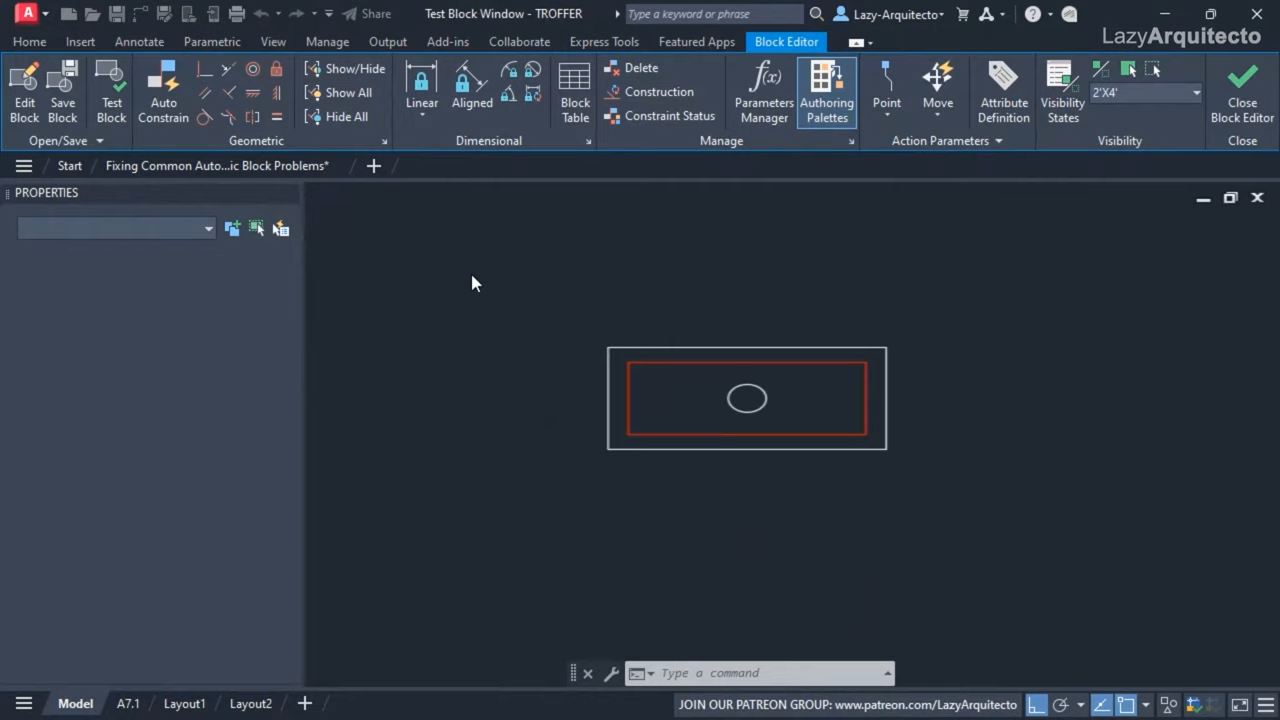 A Share Test Block Window - TROFFER Type a keyword or phrase Lazy-Arquitecto ?
Home Insert Annotate Parametric View Manage Output Add-ins Collaborate Express Tools Featured Apps Block Editor LazyArquitecto
Edit Block Save Block Test Block Auto Constrain Show/Hide Show All Hide All Linear Aligned Block Table Delete Construction Constraint Status f(x) Parameters Manager Authoring Palettes Point Move Attribute Definition Visibility States 2'X4' Close Block Editor
Open/Save Geometric Dimensional Manage Action Parameters Visibility Close
Start Fixing Common Auto...ic Block Problems*
PROPERTIES
Type a command
Model A7.1 Layout1 Layout2 JOIN OUR PATREON GROUP: www.patreon.com/LazyArquitecto